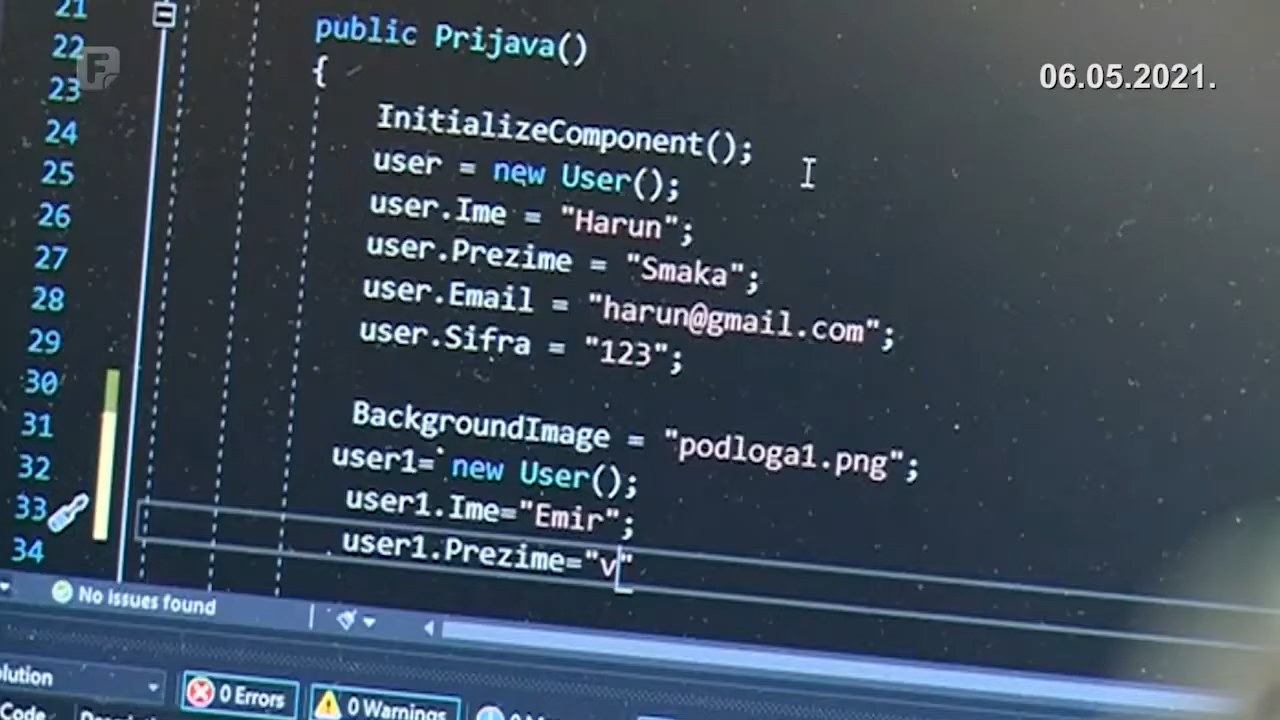 21
22 public Prijava()
23 {
24 InitializeComponent();
25 user = new User();
26 user.Ime = "Harun";
27 user.Prezime = "Smaka";
28 user.Email = "harun@gmail.com";
29 user.Sifra = "123";
30
31 BackgroundImage = "podloga1.png";
32 user1= new User();
33 user1.Ime="Emir";
34 user1.Prezime="v"
06.05.2021.
F
No issues found
0 Errors
0 Warnings
Code